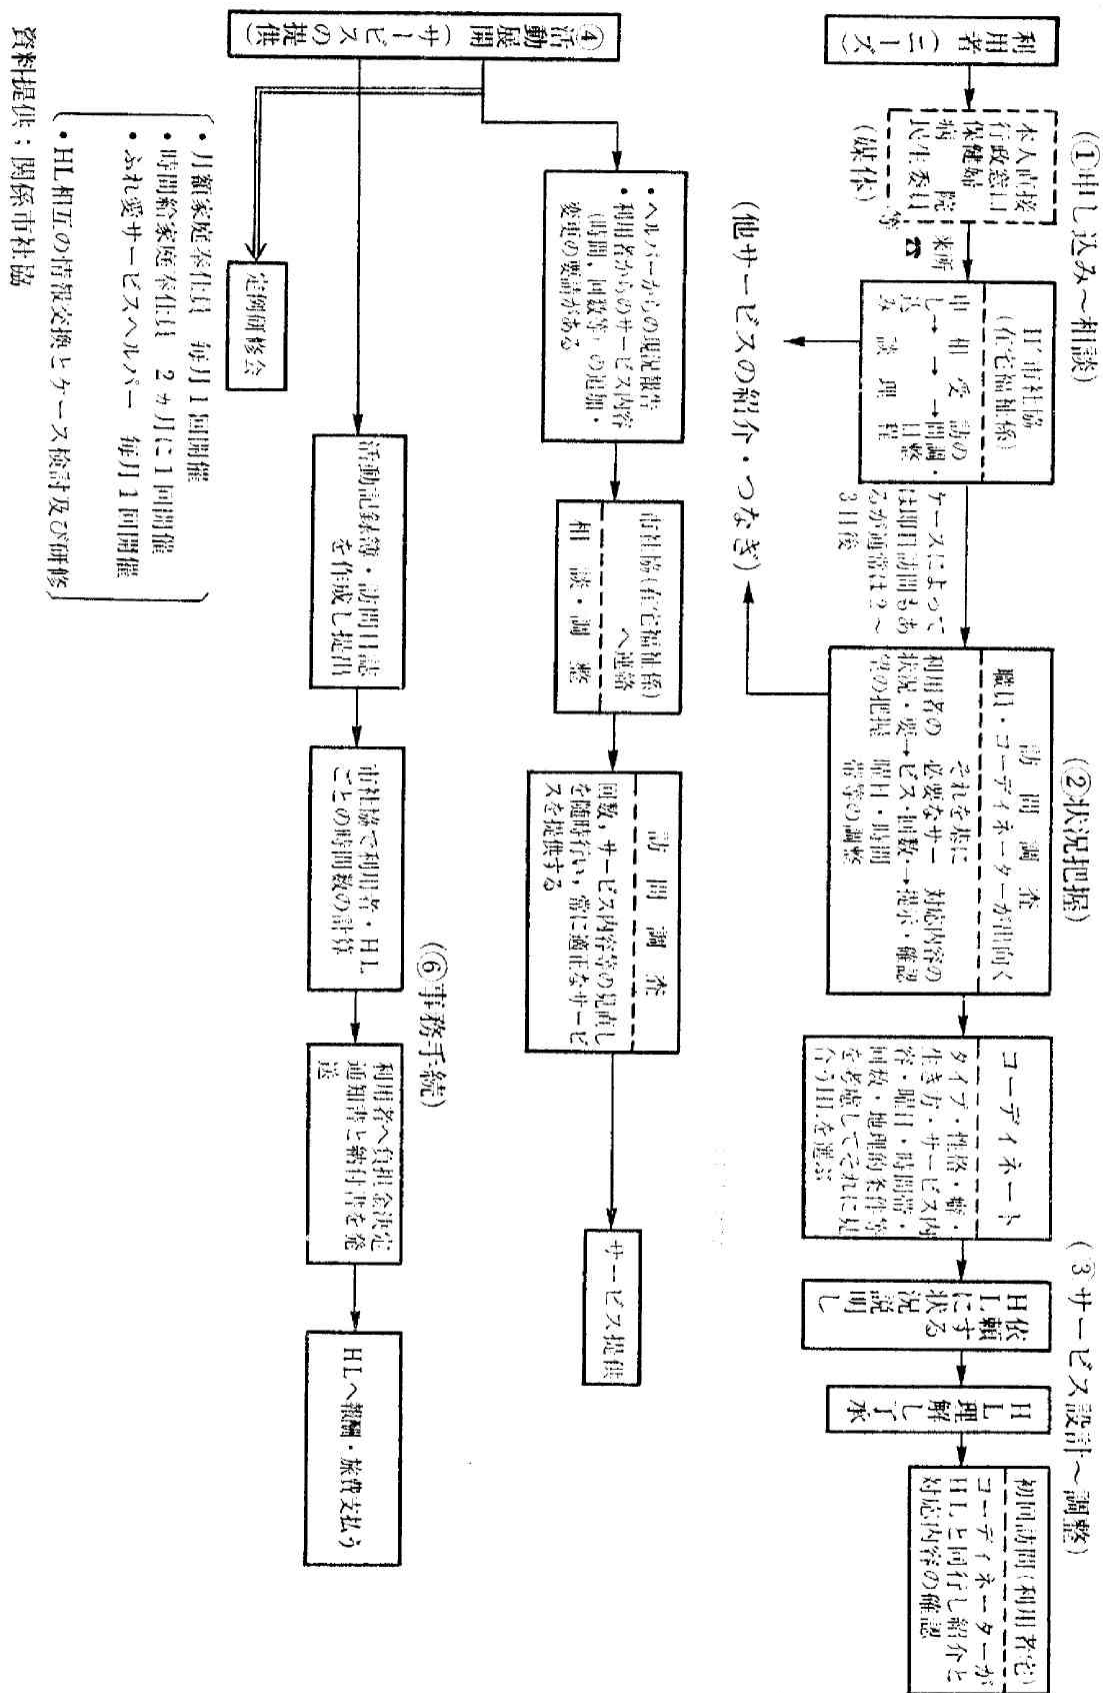 (①申し込み～相談)
(②状況把握)
(③サービス設計～調整)
利用者(ニーズ)
本人直接
行政窓口
保健婦
病院
民生委員
等
(媒体)
来所
☎
H市社協
(在宅福祉係)
申し込み→相談→受理→訪問調査の日程調整
ケースによって
は即日訪問もあ
るが通常は2～
3日後
(他サービスの紹介・つなぎ)
職員・コーディネーターが出向く
訪問調査
利用者の
状況・要
望の把握
→
それを基に
必要なサー
ビス・回数・
曜日・時間
帯等の調整
→
対応内容の
提示・確認
コーディネート
タイプ・性格・癖・
生き方・サービス内
容・曜日・時間帯・
回数・地理的条件等
を考慮してそれに見
合うHLを選ぶ
HLに状況説明し
依頼する
HL理解し了承
初回訪問(利用者宅)
コーディネーターが
HLと同行し紹介と
対応内容の確認
④
活動展開(サービスの提供)
・ヘルパーからの現況報告
・利用者からのサービス内容
(時間，回数等)の追加・
変更の要請がある
市社協(在宅福祉係)
へ連絡
相談・調整
訪問調査
回数，サービス内容等の見直し
を随時行い，常に適正なサービ
スを提供する
サービス提供
(⑥事務手続)
活動記録簿・訪問日誌
を作成し提出
市社協で利用者・HL
ごとの時間数の計算
利用者へ負担金決定
通知書と納付書を発
送
HLへ報酬・旅費支払う
定例研修会
・月額家庭奉仕員　毎月1回開催
・時間給家庭奉仕員　2ヵ月に1回開催
・ふれ愛サービスヘルパー　毎月1回開催
・HL相互の情報交換とケース検討及び研修
資料提供；関係市社協